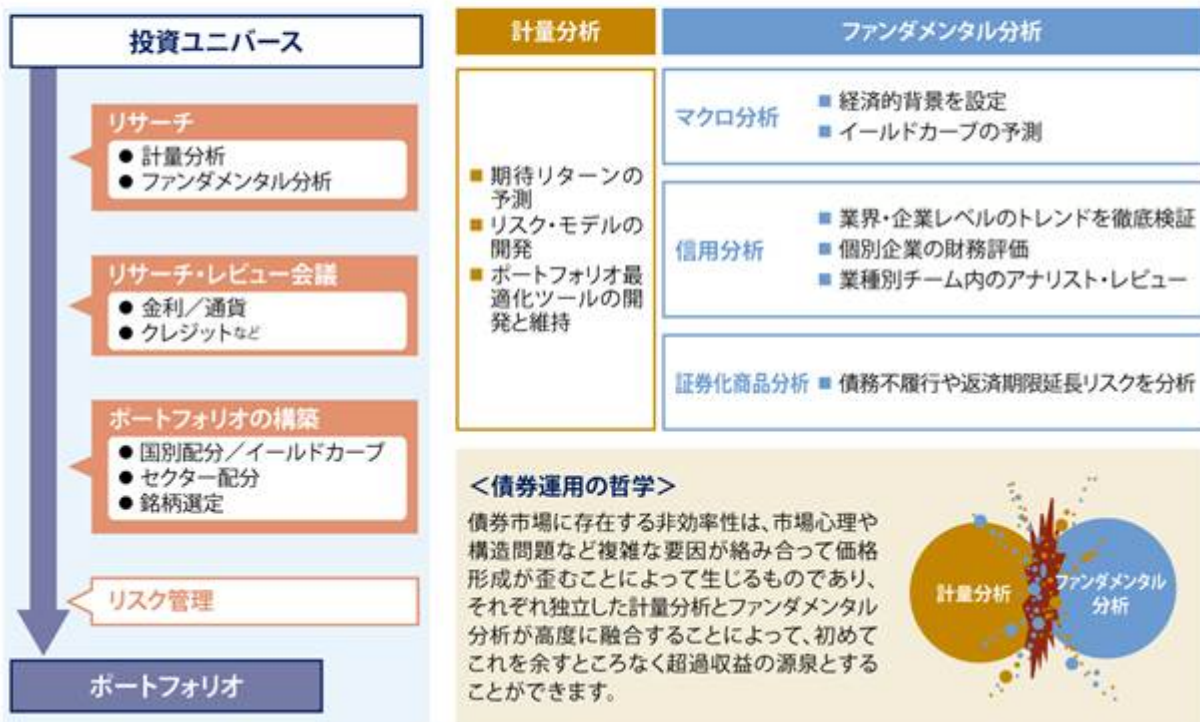 投資ユニバース
リサーチ
● 計量分析
● ファンダメンタル分析
リサーチ・レビュー会議
● 金利／通貨
● クレジットなど
ポートフォリオの構築
● 国別配分／イールドカーブ
● セクター配分
● 銘柄選定
リスク管理
ポートフォリオ
計量分析
■ 期待リターンの
予測
■ リスク・モデルの
開発
■ ポートフォリオ最
適化ツールの開
発と維持
ファンダメンタル分析
マクロ分析
■ 経済的背景を設定
■ イールドカーブの予測
信用分析
■ 業界・企業レベルのトレンドを徹底検証
■ 個別企業の財務評価
■ 業種別チーム内のアナリスト・レビュー
証券化商品分析 ■ 債務不履行や返済期限延長リスクを分析
＜債券運用の哲学＞
債券市場に存在する非効率性は、市場心理や
構造問題など複雑な要因が絡み合って価格
形成が歪むことによって生じるものであり、
それぞれ独立した計量分析とファンダメンタル
分析が高度に融合することによって、初めて
これを余すところなく超過収益の源泉とする
ことができます。
計量分析
ファンダメンタル
分析